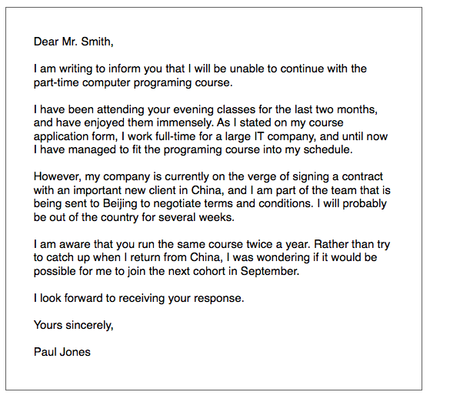 Dear Mr. Smith,
I am writing to inform you that I will be unable to continue with the
part-time computer programing course.
I have been attending your evening classes for the last two months,
and have enjoyed them immensely. As I stated on my course
application form, I work full-time for a large IT company, and until now
I have managed to fit the programing course into my schedule.
However, my company is currently on the verge of signing a contract
with an important new client in China, and I am part of the team that is
being sent to Beijing to negotiate terms and conditions. I will probably
be out of the country for several weeks.
I am aware that you run the same course twice a year. Rather than try
to catch up when I return from China, I was wondering if it would be
possible for me to join the next cohort in September.
I look forward to receiving your response.
Yours sincerely,
Paul Jones